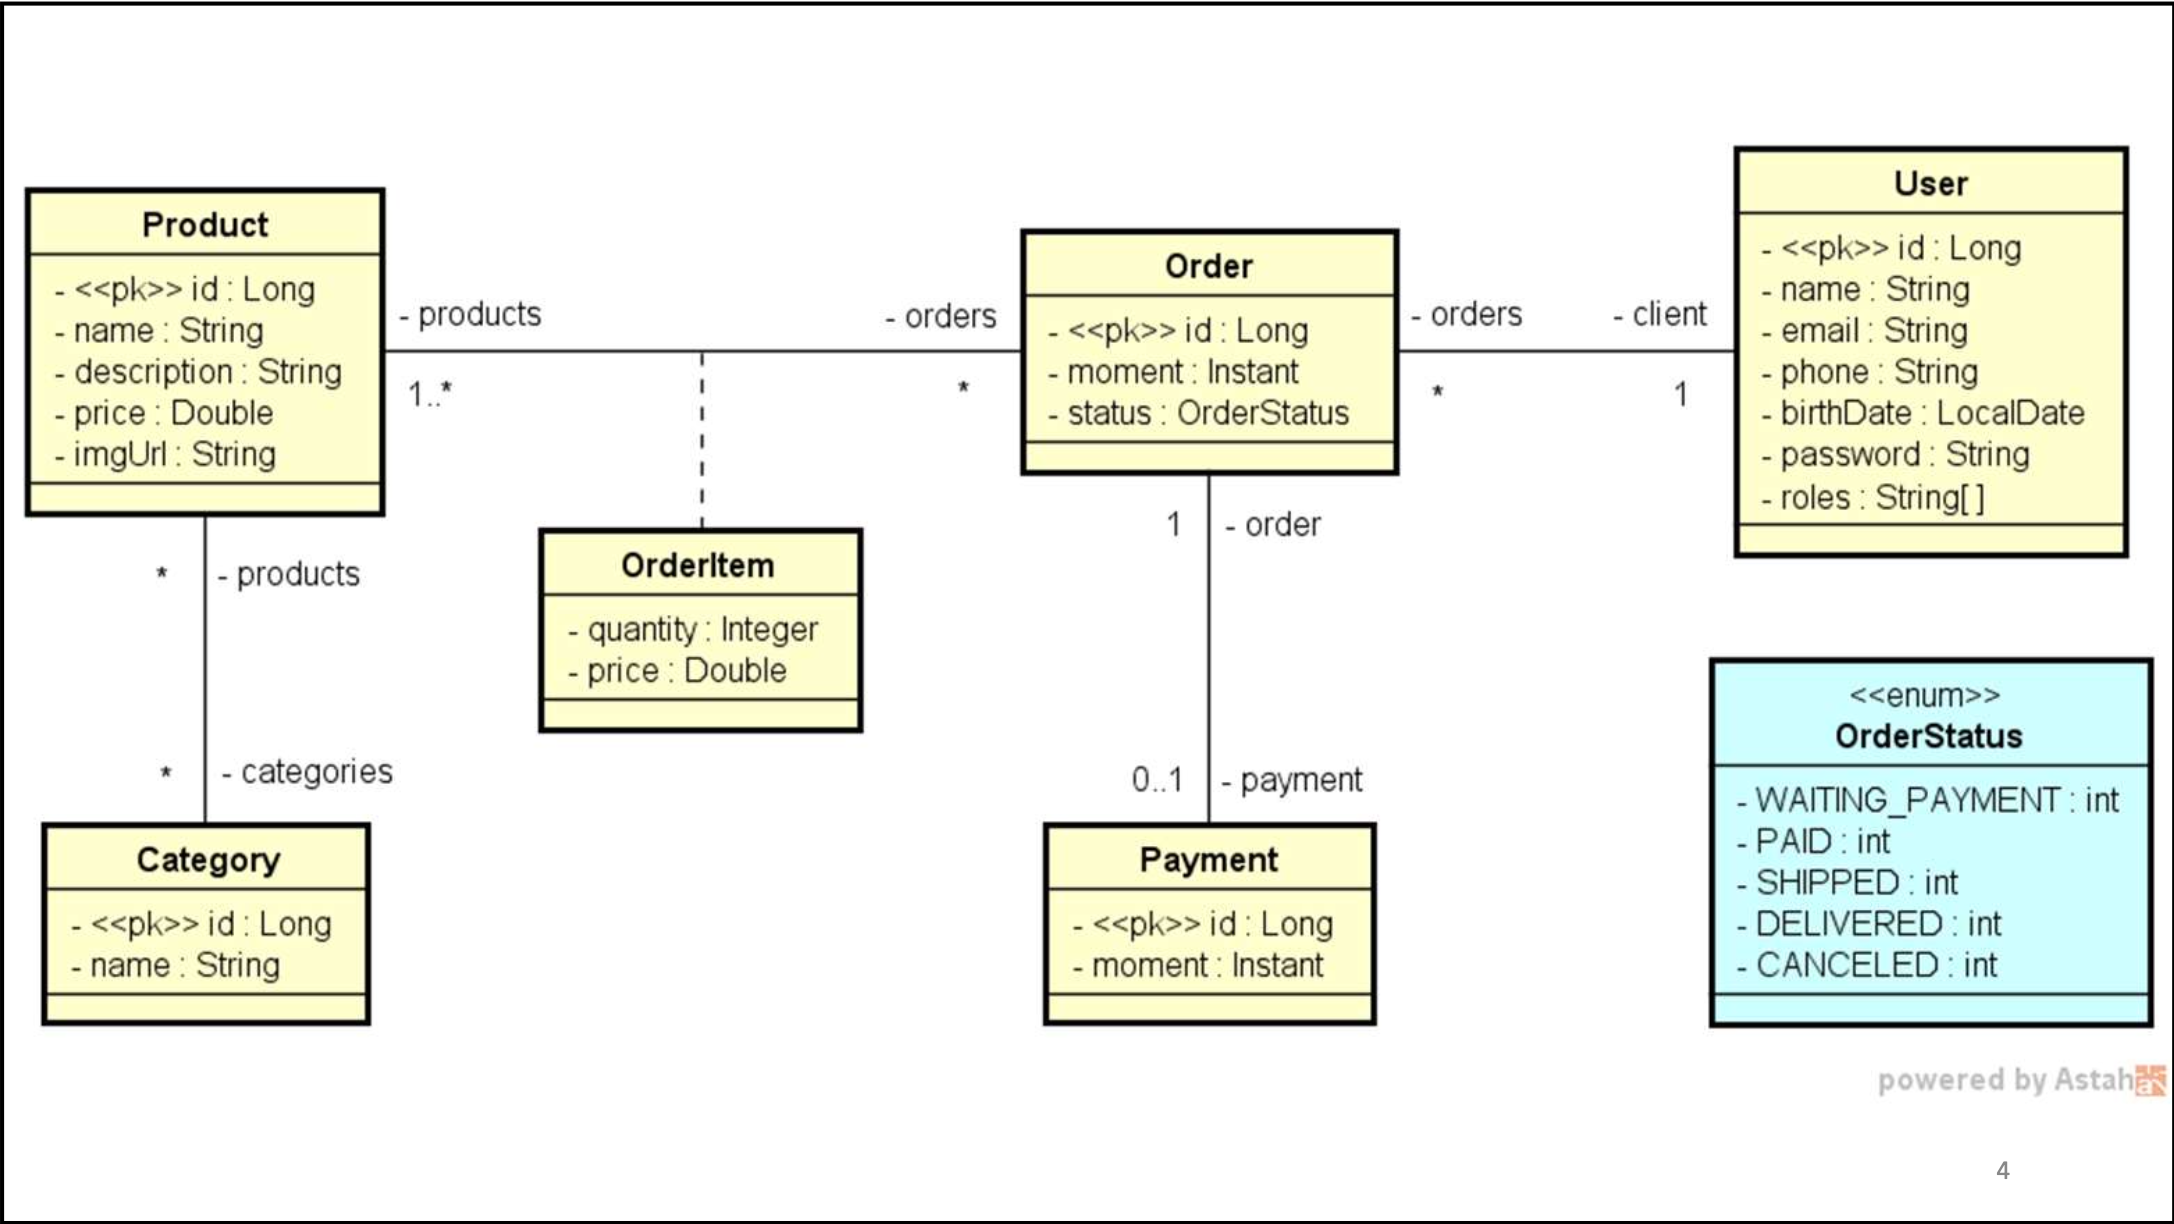 Product
- <<pk>> id : Long
- name : String
- description : String
- price : Double
- imgUrl : String
- products
1..*
- orders
*
Order
- <<pk>> id : Long
- moment : Instant
- status : OrderStatus
- orders
*
- client
1
User
- <<pk>> id : Long
- name : String
- email : String
- phone : String
- birthDate : LocalDate
- password : String
- roles : String[]
* - products
* - categories
OrderItem
- quantity : Integer
- price : Double
1 - order
0..1 - payment
Category
- <<pk>> id : Long
- name : String
Payment
- <<pk>> id : Long
- moment : Instant
<<enum>>
OrderStatus
- WAITING_PAYMENT : int
- PAID : int
- SHIPPED : int
- DELIVERED : int
- CANCELED : int
powered by Astah
4